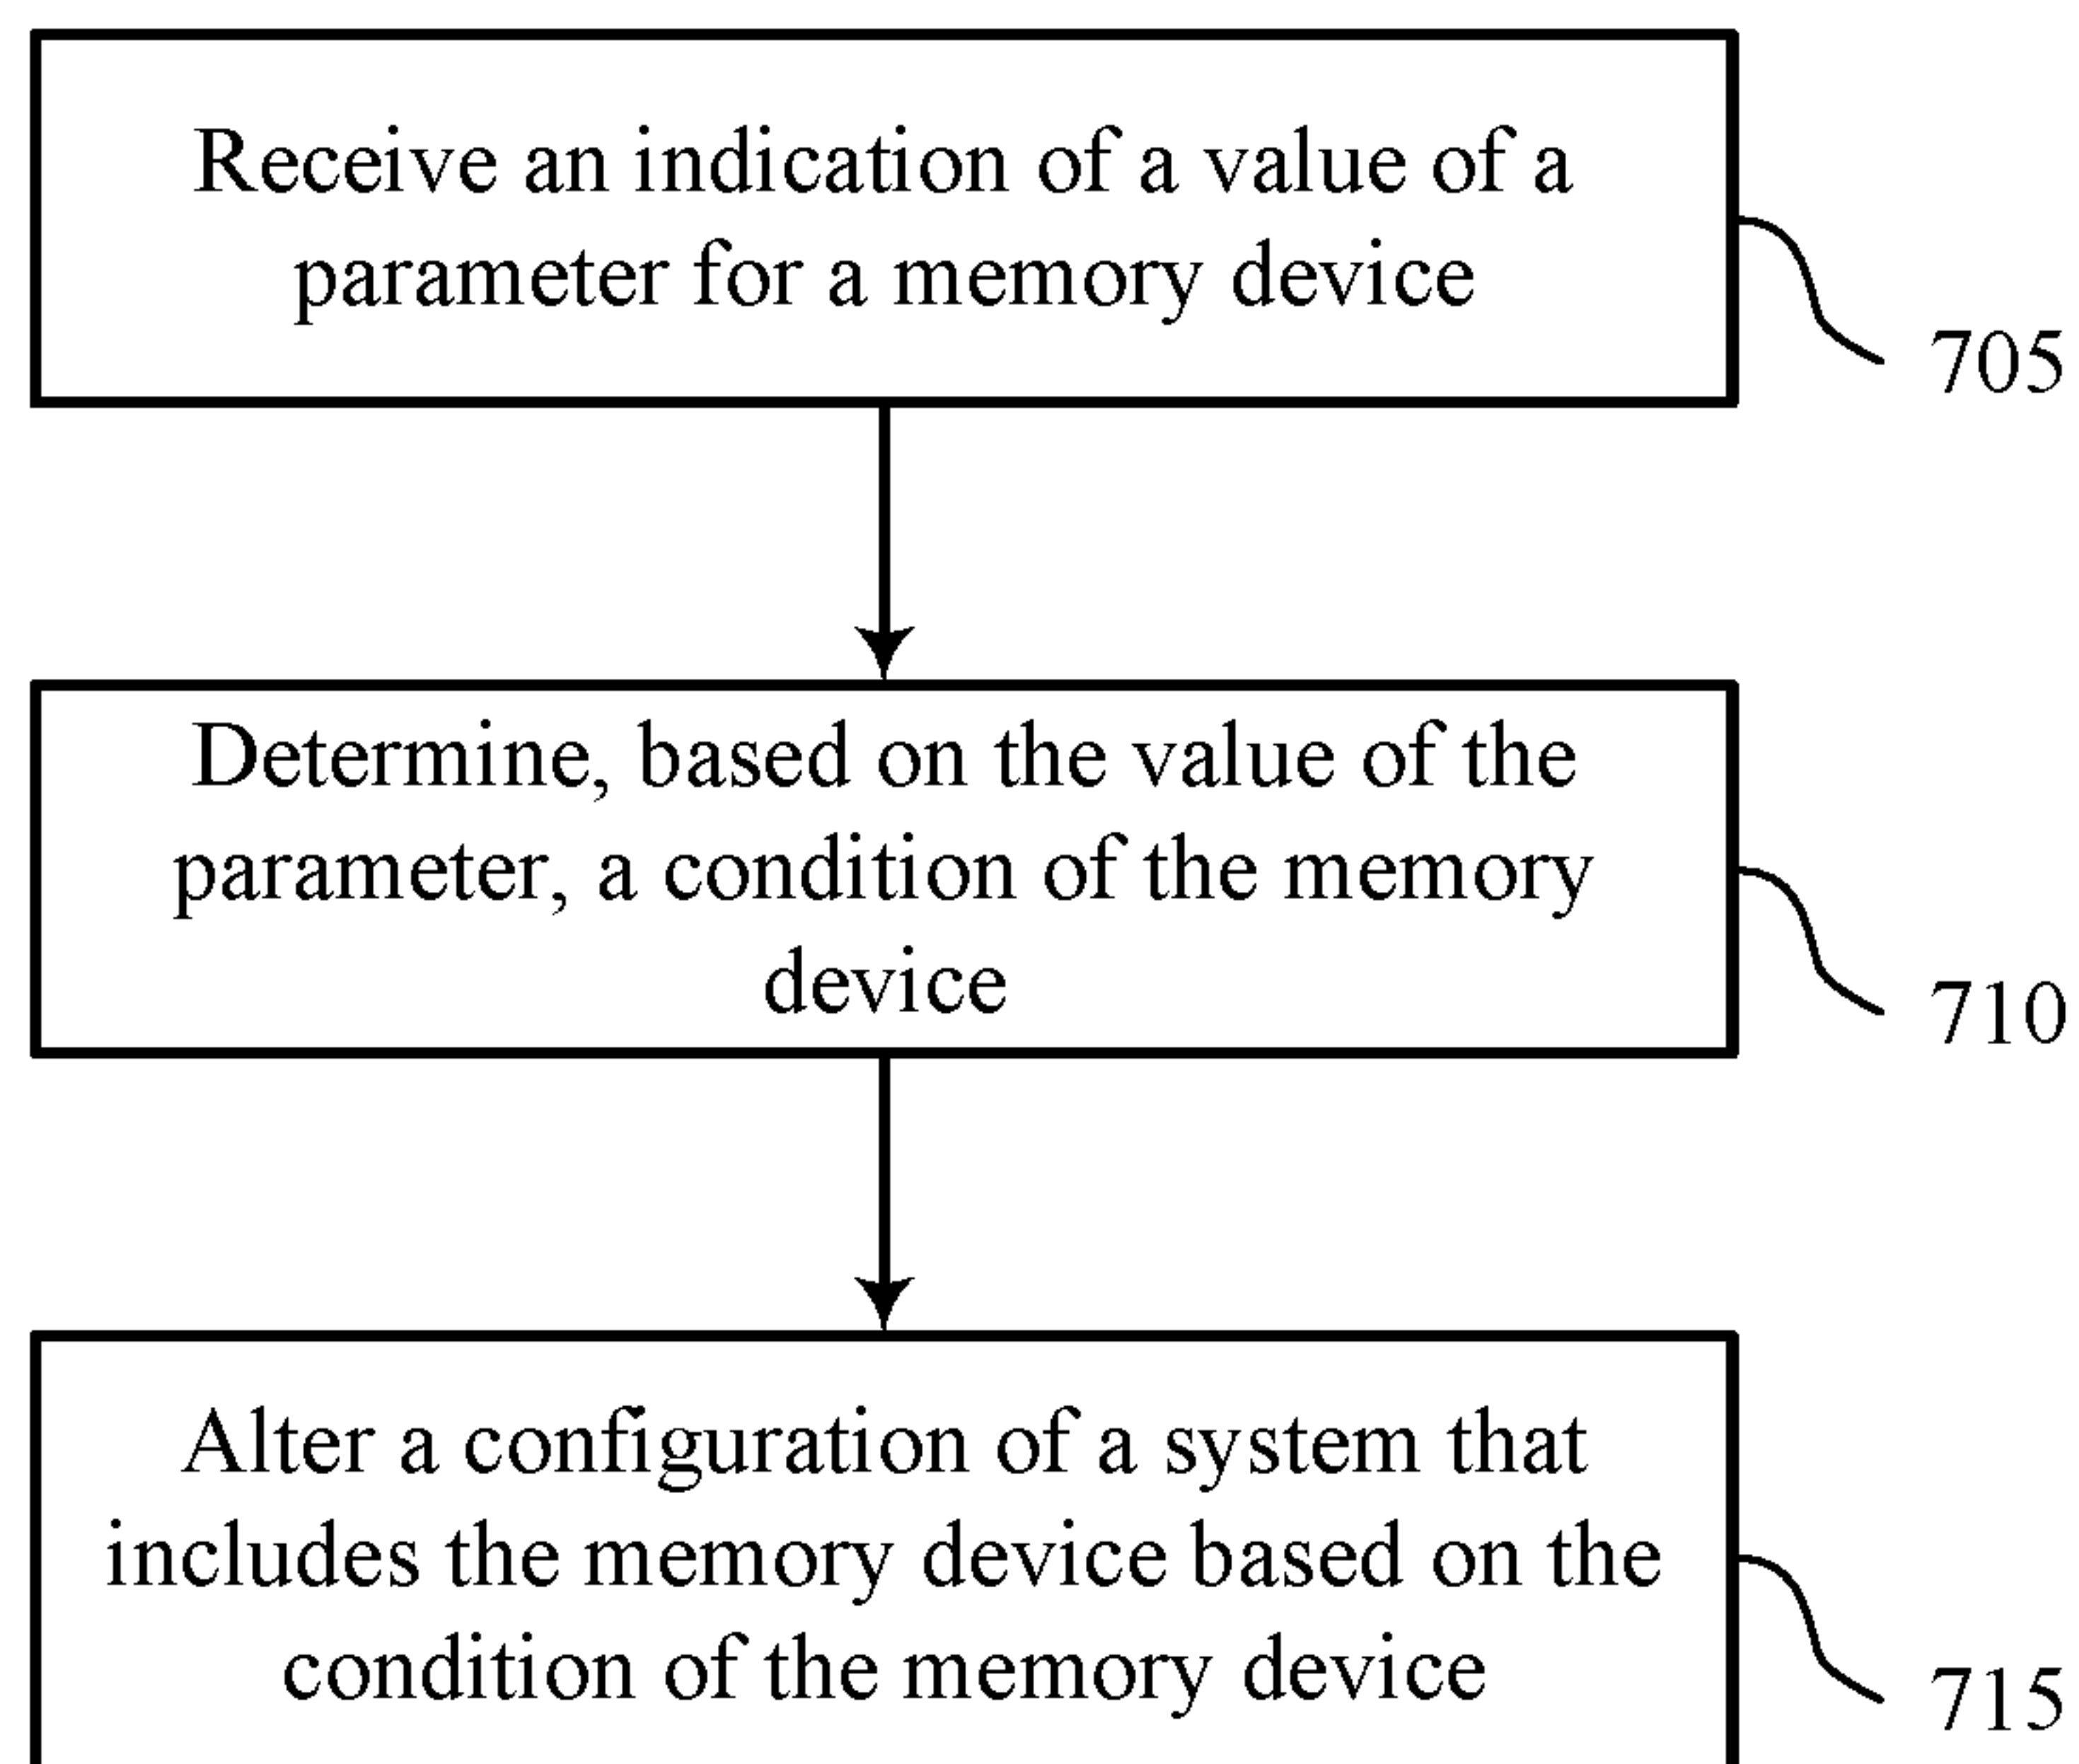 Receive an indication of a value of a
parameter for a memory device
705
Determine, based on the value of the
parameter, a condition of the memory
device
710
Alter a configuration of a system that
includes the memory device based on the
condition of the memory device
715